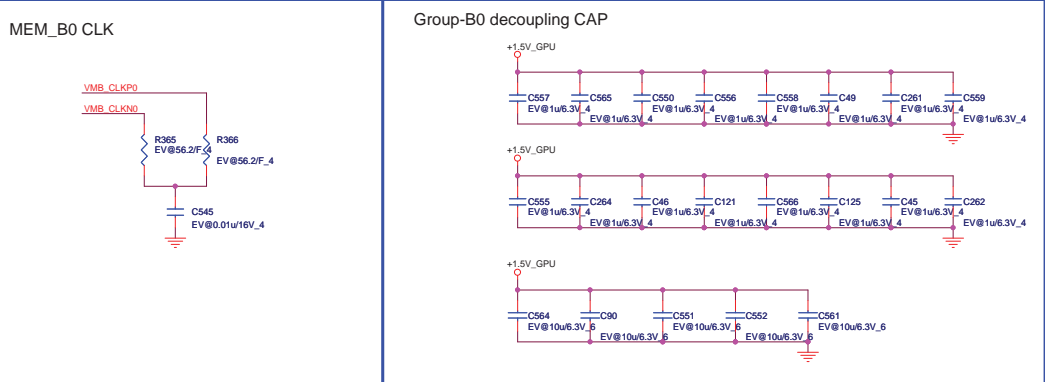 MEM_B0 CLK
VMB_CLKP0
VMB_CLKN0
R365
EV@56.2/F_4
R366
EV@56.2/F_4
C545
EV@0.01u/16V_4
Group-B0 decoupling CAP
+1.5V_GPU
C557
EV@1u/6.3V_4
C565
EV@1u/6.3V_4
C550
EV@1u/6.3V_4
C556
EV@1u/6.3V_4
C558
EV@1u/6.3V_4
C49
EV@1u/6.3V_4
C261
EV@1u/6.3V_4
C559
EV@1u/6.3V_4
+1.5V_GPU
C555
EV@1u/6.3V_4
C264
EV@1u/6.3V_4
C46
EV@1u/6.3V_4
C121
EV@1u/6.3V_4
C566
EV@1u/6.3V_4
C125
EV@1u/6.3V_4
C45
EV@1u/6.3V_4
C262
EV@1u/6.3V_4
+1.5V_GPU
C564
EV@10u/6.3V_6
C90
EV@10u/6.3V_6
C551
EV@10u/6.3V_6
C552
EV@10u/6.3V_6
C561
EV@10u/6.3V_6